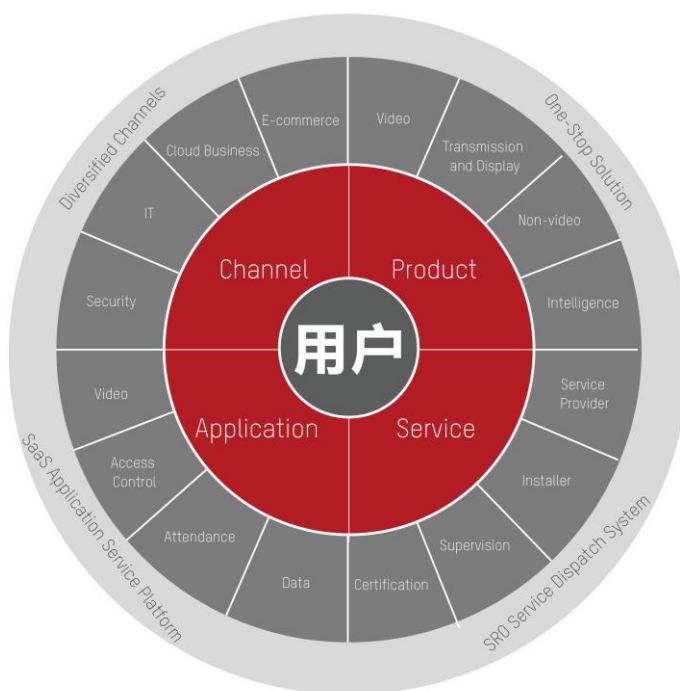 Diversified Channels
One-Stop Solution
E-commerce
Video
Cloud Business
Transmission
and Display
IT
Non-video
Security
Intelligence
Channel
Product
用户
Application
Service
Video
Service
Provider
Access
Control
Installer
Attendance
Supervision
Data
Certification
SaaS Application Service Platform
SRO Service Dispatch System